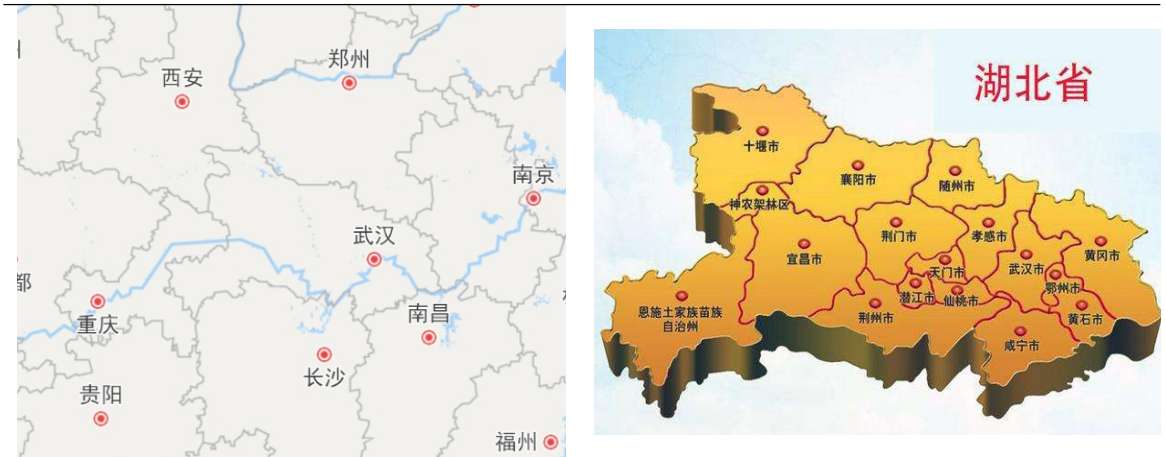 郑州
西安
南京
武汉
都
重庆
南昌
长沙
贵阳
福州
湖北省
十堰市
襄阳市
随州市
神农架林区
荆门市
孝感市
宜昌市
黄冈市
武汉市
天门市
鄂州市
潜江市
仙桃市
恩施土家族苗族
自治州
荆州市
黄石市
咸宁市